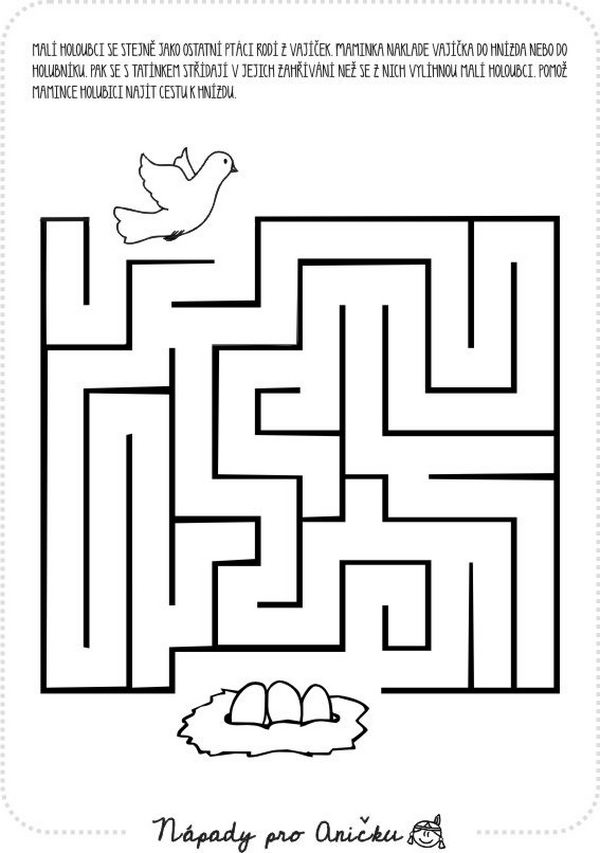 MALÍ HOLOUBCI SE STEJNĚ JAKO OSTATNÍ PTÁCI RODÍ Z VAJÍČEK. MAMINKA NAKLADE VAJÍČKA DO HNÍZDA NEBO DO
HOLUBNÍKU. PAK SE S TATÍNKEM STŘÍDAJÍ V JEJICH ZAHŘÍVÁNÍ NEŽ SE Z NICH VYLÍHNOU MALÍ HOLOUBCI. POMOŽ
MAMINCE HOLUBICI NAJÍT CESTU K HNÍZDU.
Nápady pro Aničku